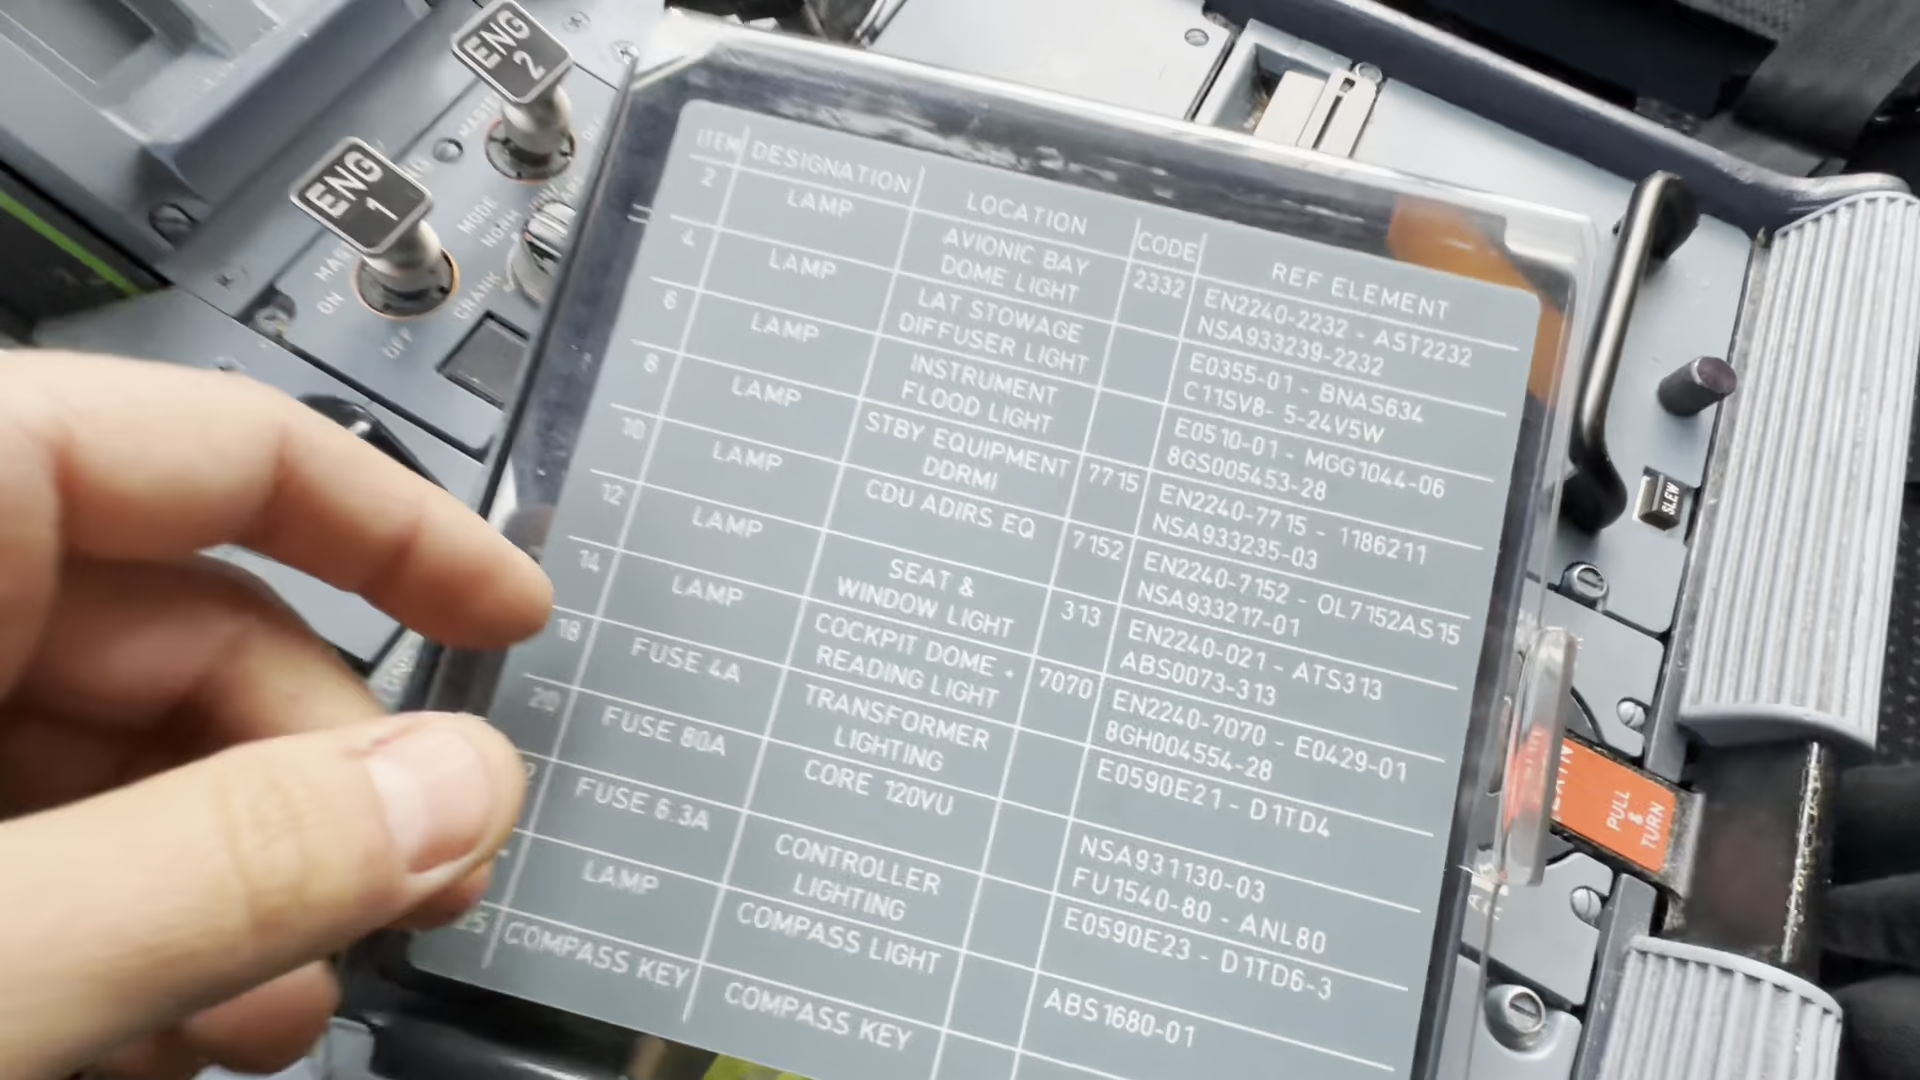 ENG
2
ENG
1
MODE
NORM
CRANK
ON
OFF
ITEM DESIGNATION LOCATION CODE REF ELEMENT
2 LAMP AVIONIC BAY 2332 EN2240-2232 - AST2232
DOME LIGHT NSA933239-2232
4 LAMP LAT STOWAGE E0355-01 - BNAS634
DIFFUSER LIGHT C11SV8- 5-24V5W
6 LAMP INSTRUMENT E0510-01 - MGG1044-06
FLOOD LIGHT 8GS005453-28
8 LAMP STBY EQUIPMENT 7715 EN2240-7715 - 1186211
DDRMI NSA933235-03
10 LAMP CDU ADIRS EQ 7152 EN2240-7152 - OL7152AS15
NSA933217-01
12 LAMP SEAT & 313 EN2240-021 - ATS313
WINDOW LIGHT ABS0073-313
14 LAMP COCKPIT DOME + 7070 EN2240-7070 - E0429-01
READING LIGHT 8GH004554-28
18 FUSE 4A TRANSFORMER E0590E21 - D1TD4
LIGHTING
20 FUSE 80A CORE 120VU NSA931130-03
FU1540-80 - ANL80
FUSE 6.3A CONTROLLER E0590E23 - D1TD6-3
LIGHTING
LAMP COMPASS LIGHT ABS1680-01
25 COMPASS KEY COMPASS KEY
SLEW
PULL
&
TURN